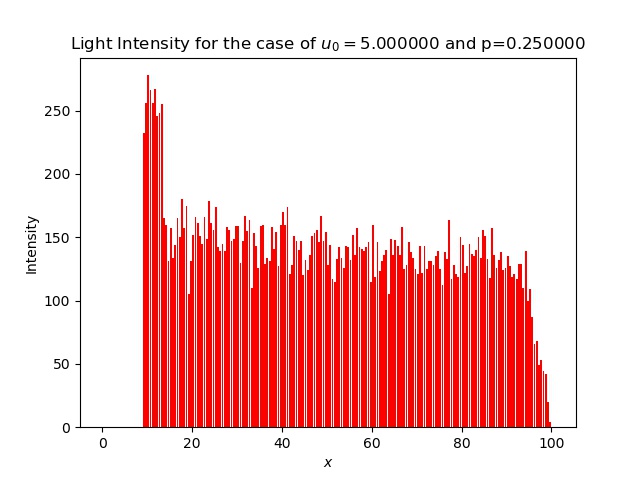 Light Intensity for the case of u₀ = 5.000000 and p=0.250000
Intensity
250
200
150
100
50
0
0 20 40 60 80 100
x